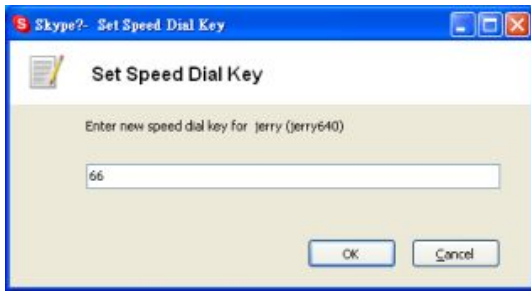 S Skype?- Set Speed Dial Key
Set Speed Dial Key
Enter new speed dial key for jerry (jerry640)
66
OK Cancel